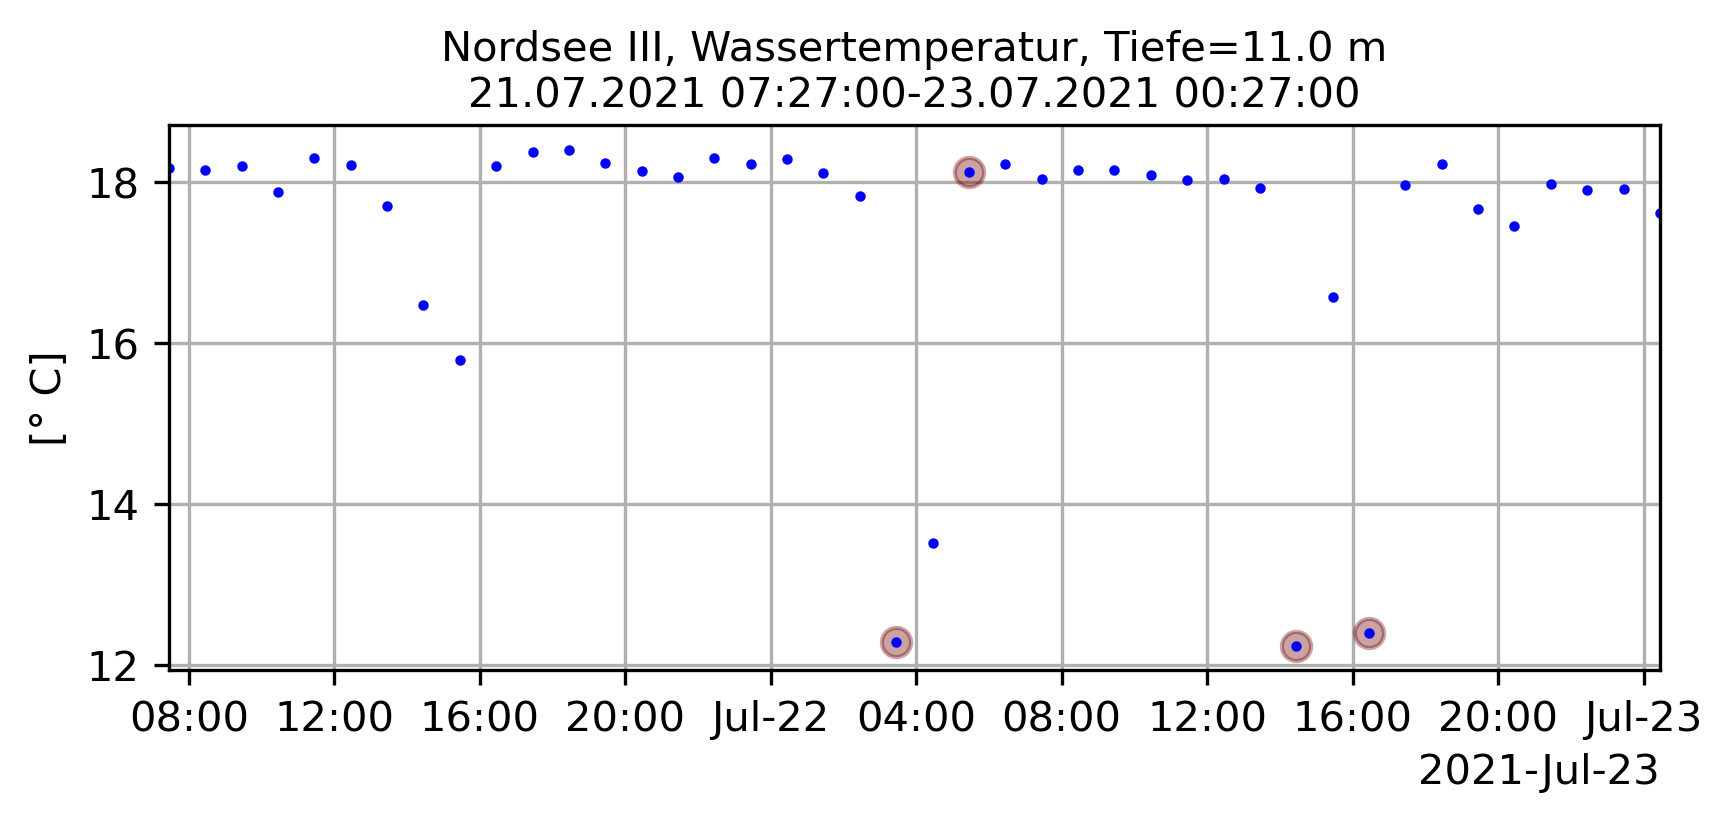 Nordsee III, Wassertemperatur, Tiefe=11.0 m
21.07.2021 07:27:00-23.07.2021 00:27:00
[° C]
18
16
14
12
08:00 12:00 16:00 20:00 Jul-22 04:00 08:00 12:00 16:00 20:00 Jul-23
2021-Jul-23